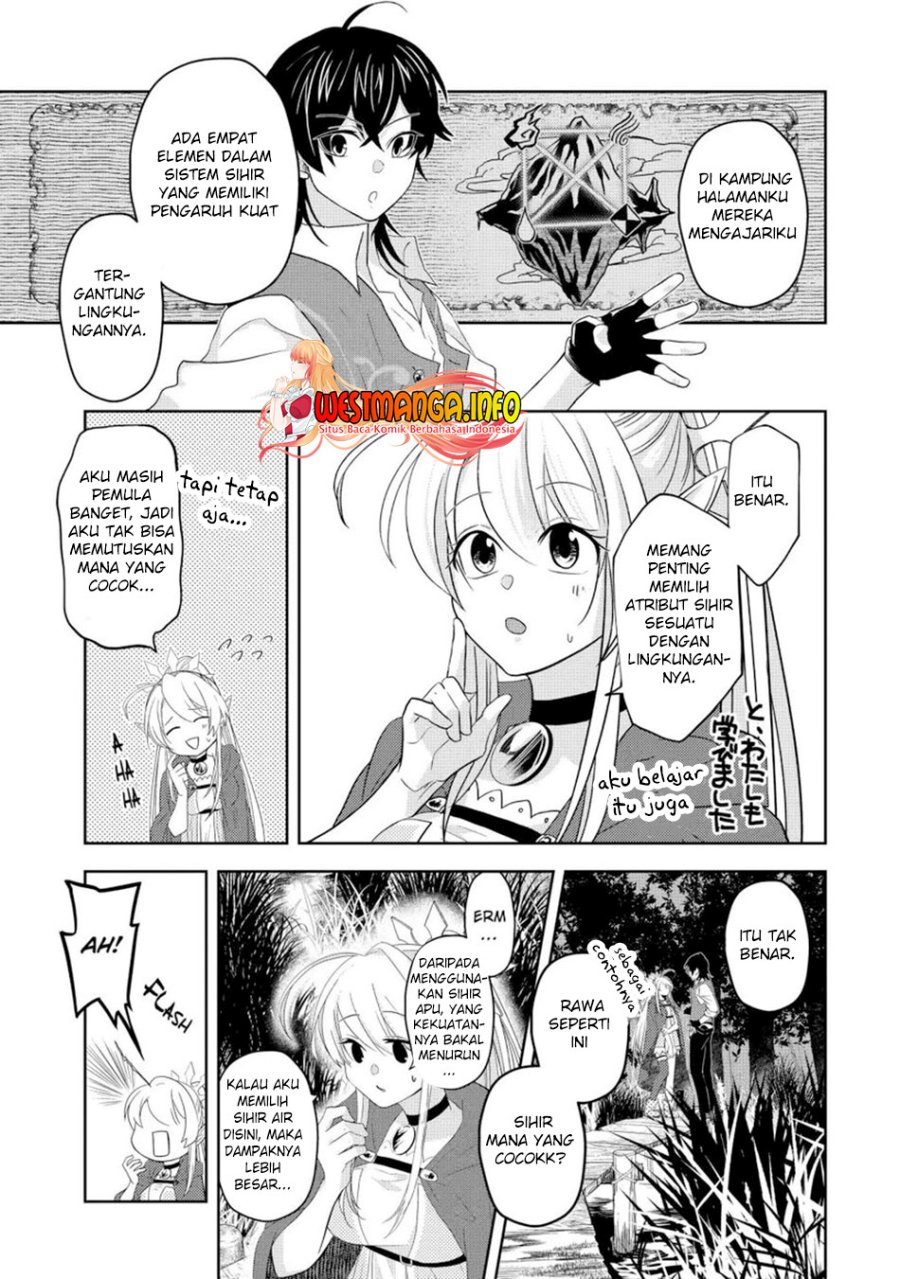 DI KAMPUNG
HALAMANKU
MEREKA
MENGAJARIKU
ADA EMPAT
ELEMEN DALAM
SISTEM SIHIR
YANG MEMILIKI
PENGARUH KUAT
TER-
GANTUNG
LINGKU-
NGANNYA.
WESTMANGA.INFO
Situs Baca Komik Berbahasa Indonesia
ITU
BENAR.
MEMANG
PENTING
MEMILIH
ATRIBUT SIHIR
SESUATU
DENGAN
LINGKUNGAN-
NYA.
と、わたしも
学びました
aku belajar
itu juga
tapi tetap
aja...
AKU MASIH
PEMULA
BANGET, JADI
AKU TAK BISA
MEMUTUSKAN
MANA YANG
COCOK...
A
HA
HA
ITU TAK
BENAR.
sebagai
contohnya
RAWA
SEPERTI
INI
SIHIR
MANA YANG
COCOKK?
ERM
...
DARIPADA
MENGGUNA-
KAN SIHIR
APU, YANG
KEKUATAN-
NYA BAKAL
MENURUN
...
KALAU AKU
MEMILIH
SIHIR AIR
DISINI, MAKA
DAMPAKNYA
LEBIH
BESAR...
AH!
FLASH